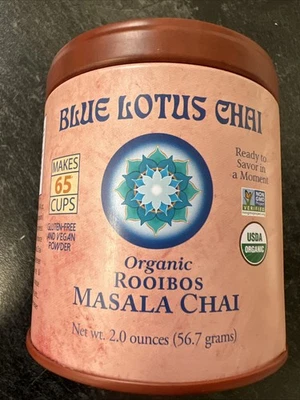 BLUE LOTUS CHAI
MAKES
65
CUPS
GLUTEN-FREE
AND VEGAN
POWDER
Ready to
Savor in
a Moment
NON
GMO
VERIFIED
USDA
ORGANIC
Organic
ROOIBOS
MASALA CHAI
Net wt. 2.0 ounces (56.7 grams)